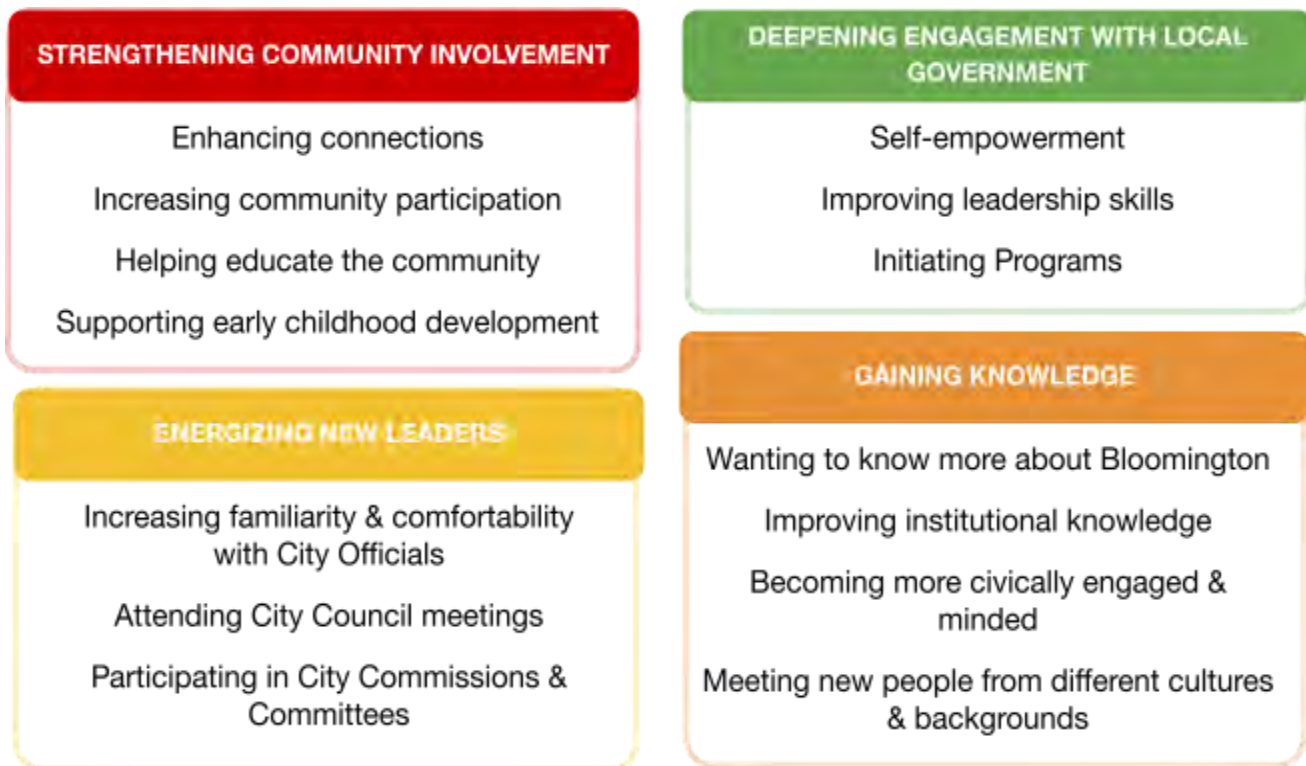 STRENGTHENING COMMUNITY INVOLVEMENT
Enhancing connections
Increasing community participation
Helping educate the community
Supporting early childhood development
DEEPENING ENGAGEMENT WITH LOCAL
GOVERNMENT
Self-empowerment
Improving leadership skills
Initiating Programs
ENERGIZING NEW LEADERS
Increasing familiarity & comfortability
with City Officials
Attending City Council meetings
Participating in City Commissions &
Committees
GAINING KNOWLEDGE
Wanting to know more about Bloomington
Improving institutional knowledge
Becoming more civically engaged &
minded
Meeting new people from different cultures
& backgrounds